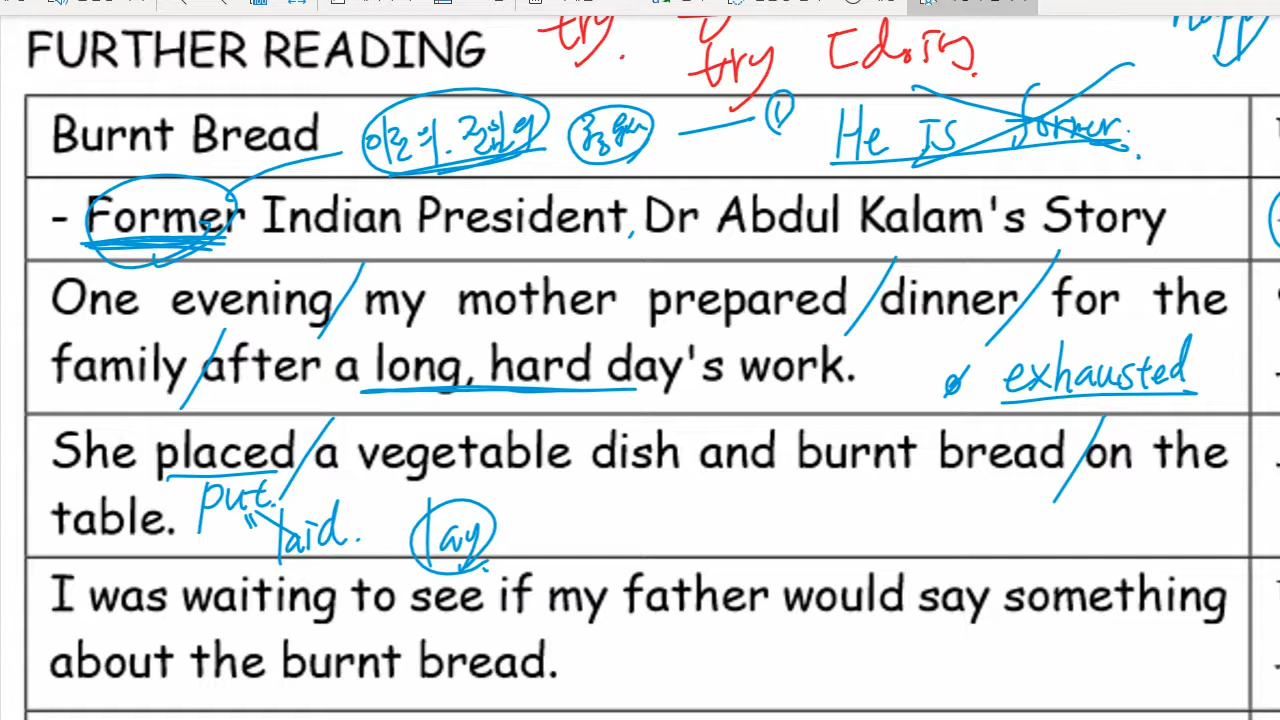 FURTHER READING
try.
try
happy
Burnt Bread
He is former.
- Former Indian President, Dr Abdul Kalam's Story
One evening my mother prepared dinner for the
family after a long, hard day's work.
exhausted
She placed a vegetable dish and burnt bread on the
table.
put
laid.
lay
I was waiting to see if my father would say something
about the burnt bread.